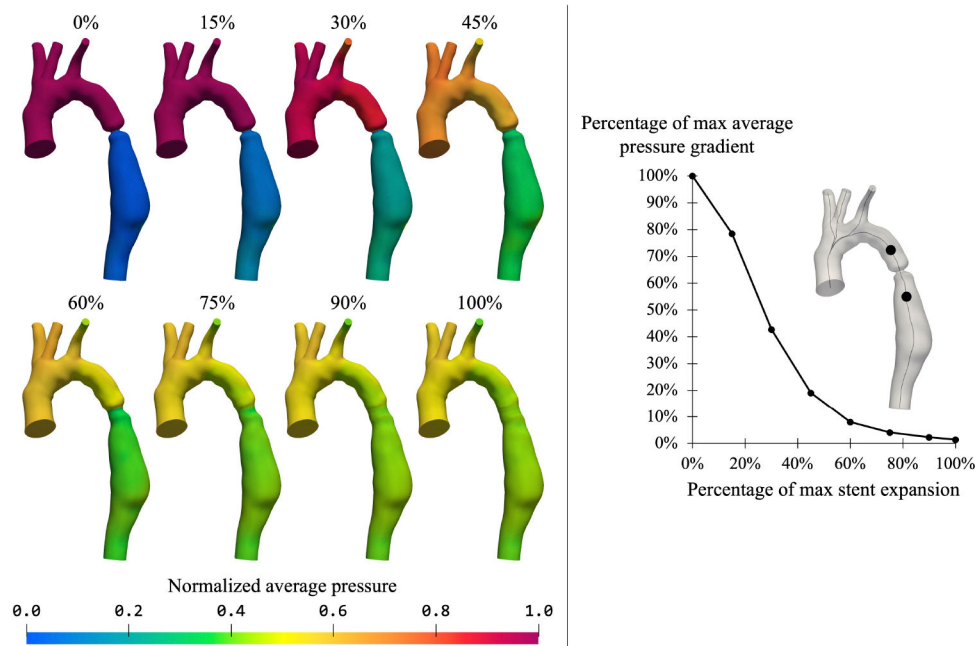 0% 15% 30% 45%
60% 75% 90% 100%
Normalized average pressure
0.0 0.2 0.4 0.6 0.8 1.0
Percentage of max average
pressure gradient
100%
90%
80%
70%
60%
50%
40%
30%
20%
10%
0%
0% 20% 40% 60% 80% 100%
Percentage of max stent expansion